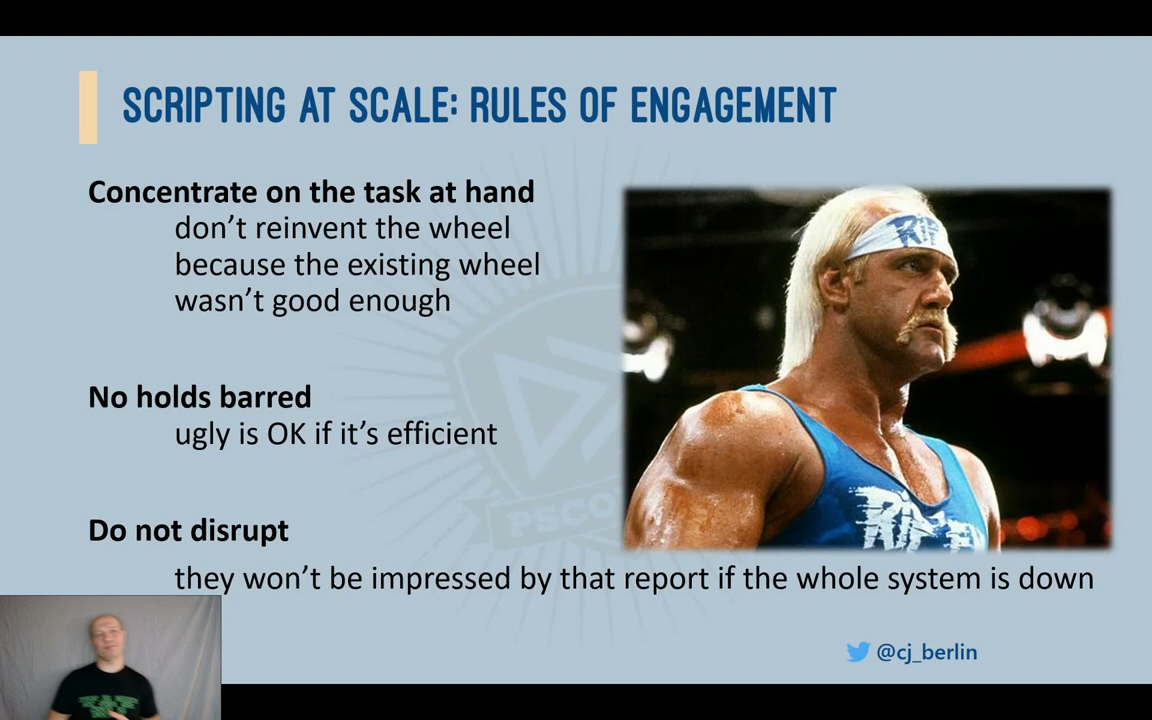 SCRIPTING AT SCALE: RULES OF ENGAGEMENT
Concentrate on the task at hand
don't reinvent the wheel
because the existing wheel
wasn't good enough
No holds barred
ugly is OK if it's efficient
Do not disrupt
they won't be impressed by that report if the whole system is down
@cj_berlin